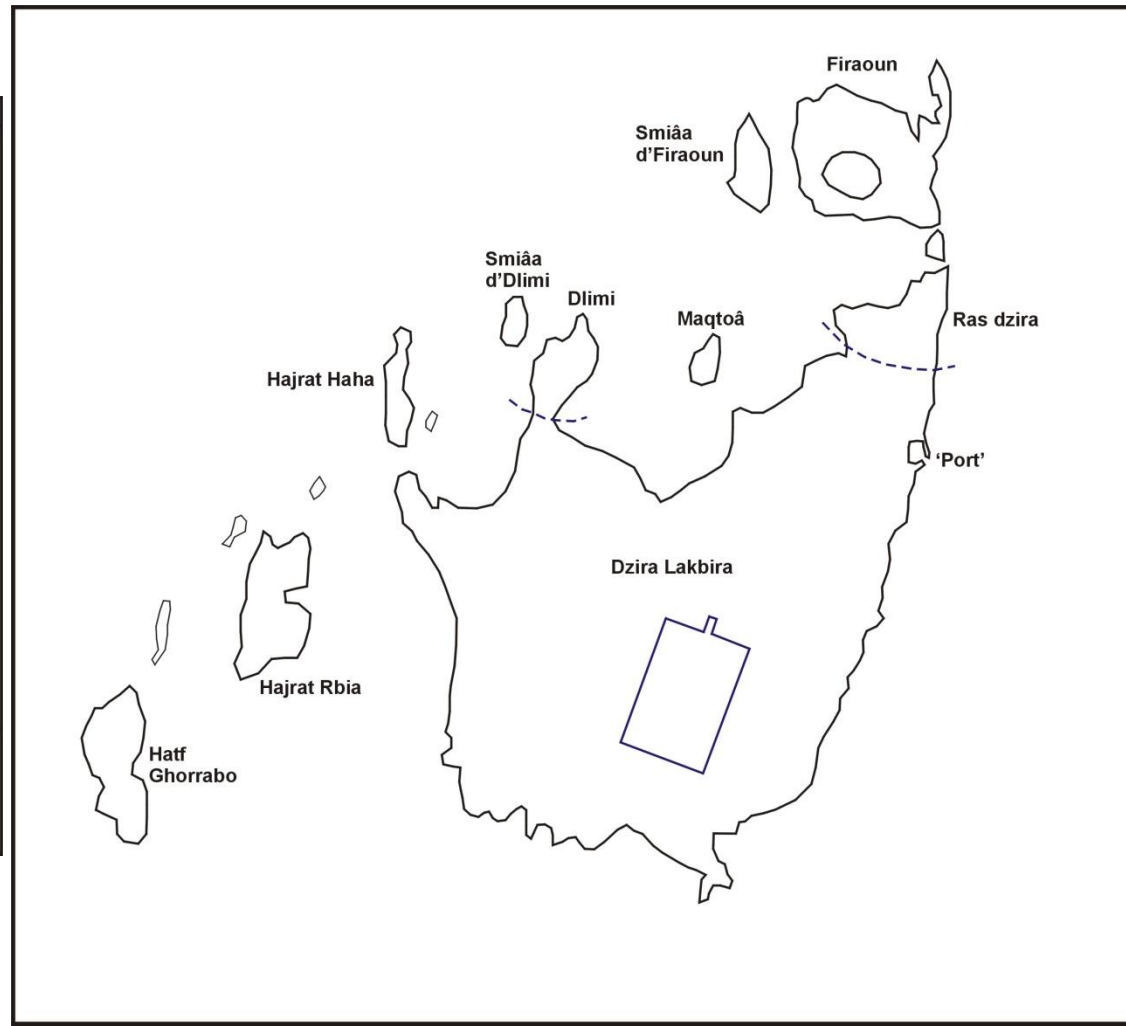 Firaoun
Smiâa
d'Firaoun
Smiâa
d'Dlimi
Dlimi
Maqtoâ
Ras dzira
Hajrat Haha
'Port'
Dzira Lakbira
Hajrat Rbia
Hatf
Ghorrabo